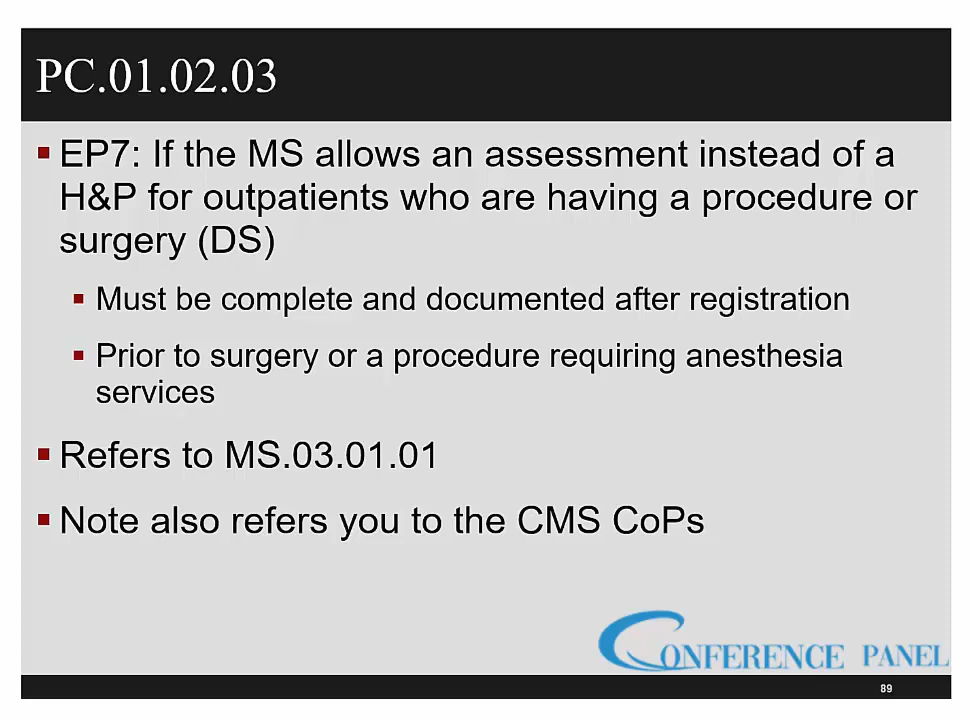 PC.01.02.03
EP7: If the MS allows an assessment instead of a
H&P for outpatients who are having a procedure or
surgery (DS)
Must be complete and documented after registration
Prior to surgery or a procedure requiring anesthesia
services
Refers to MS.03.01.01
Note also refers you to the CMS CoPs
CONFERENCE PANEL
89